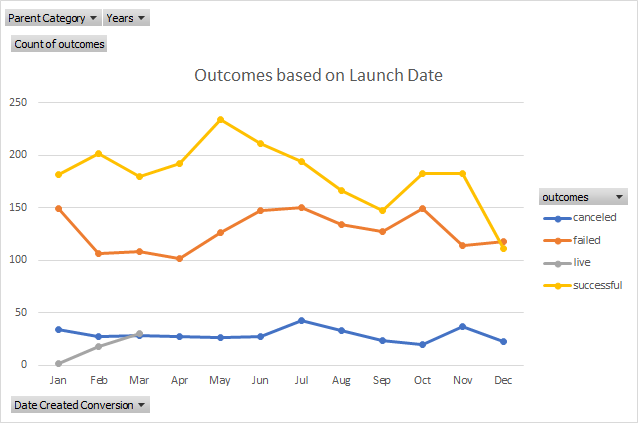 Parent Category Years
Count of outcomes
Outcomes based on Launch Date
250
200
150
100
50
0
Jan Feb Mar Apr May Jun Jul Aug Sep Oct Nov Dec
outcomes
canceled
failed
live
successful
Date Created Conversion